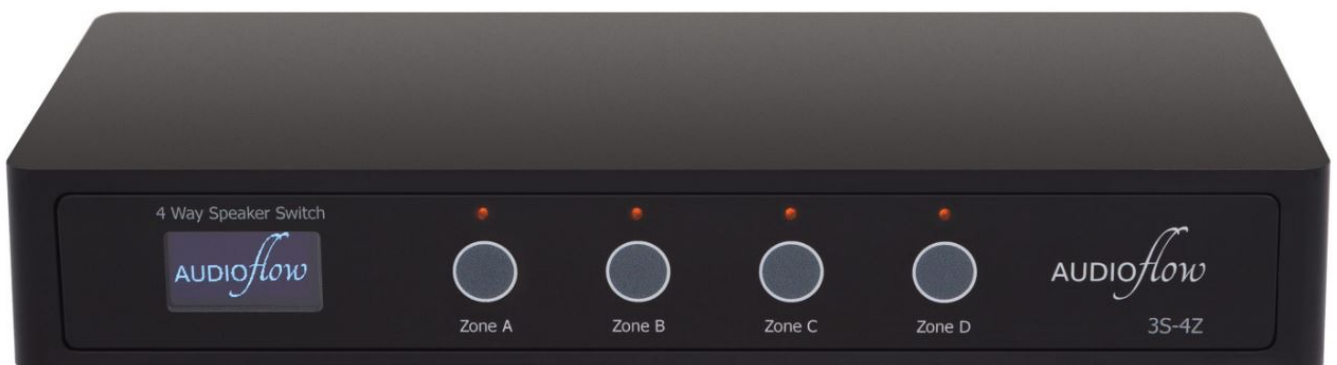 4 Way Speaker Switch
AUDIOflow
Zone A
Zone B
Zone C
Zone D
AUDIOflow
3S-4Z